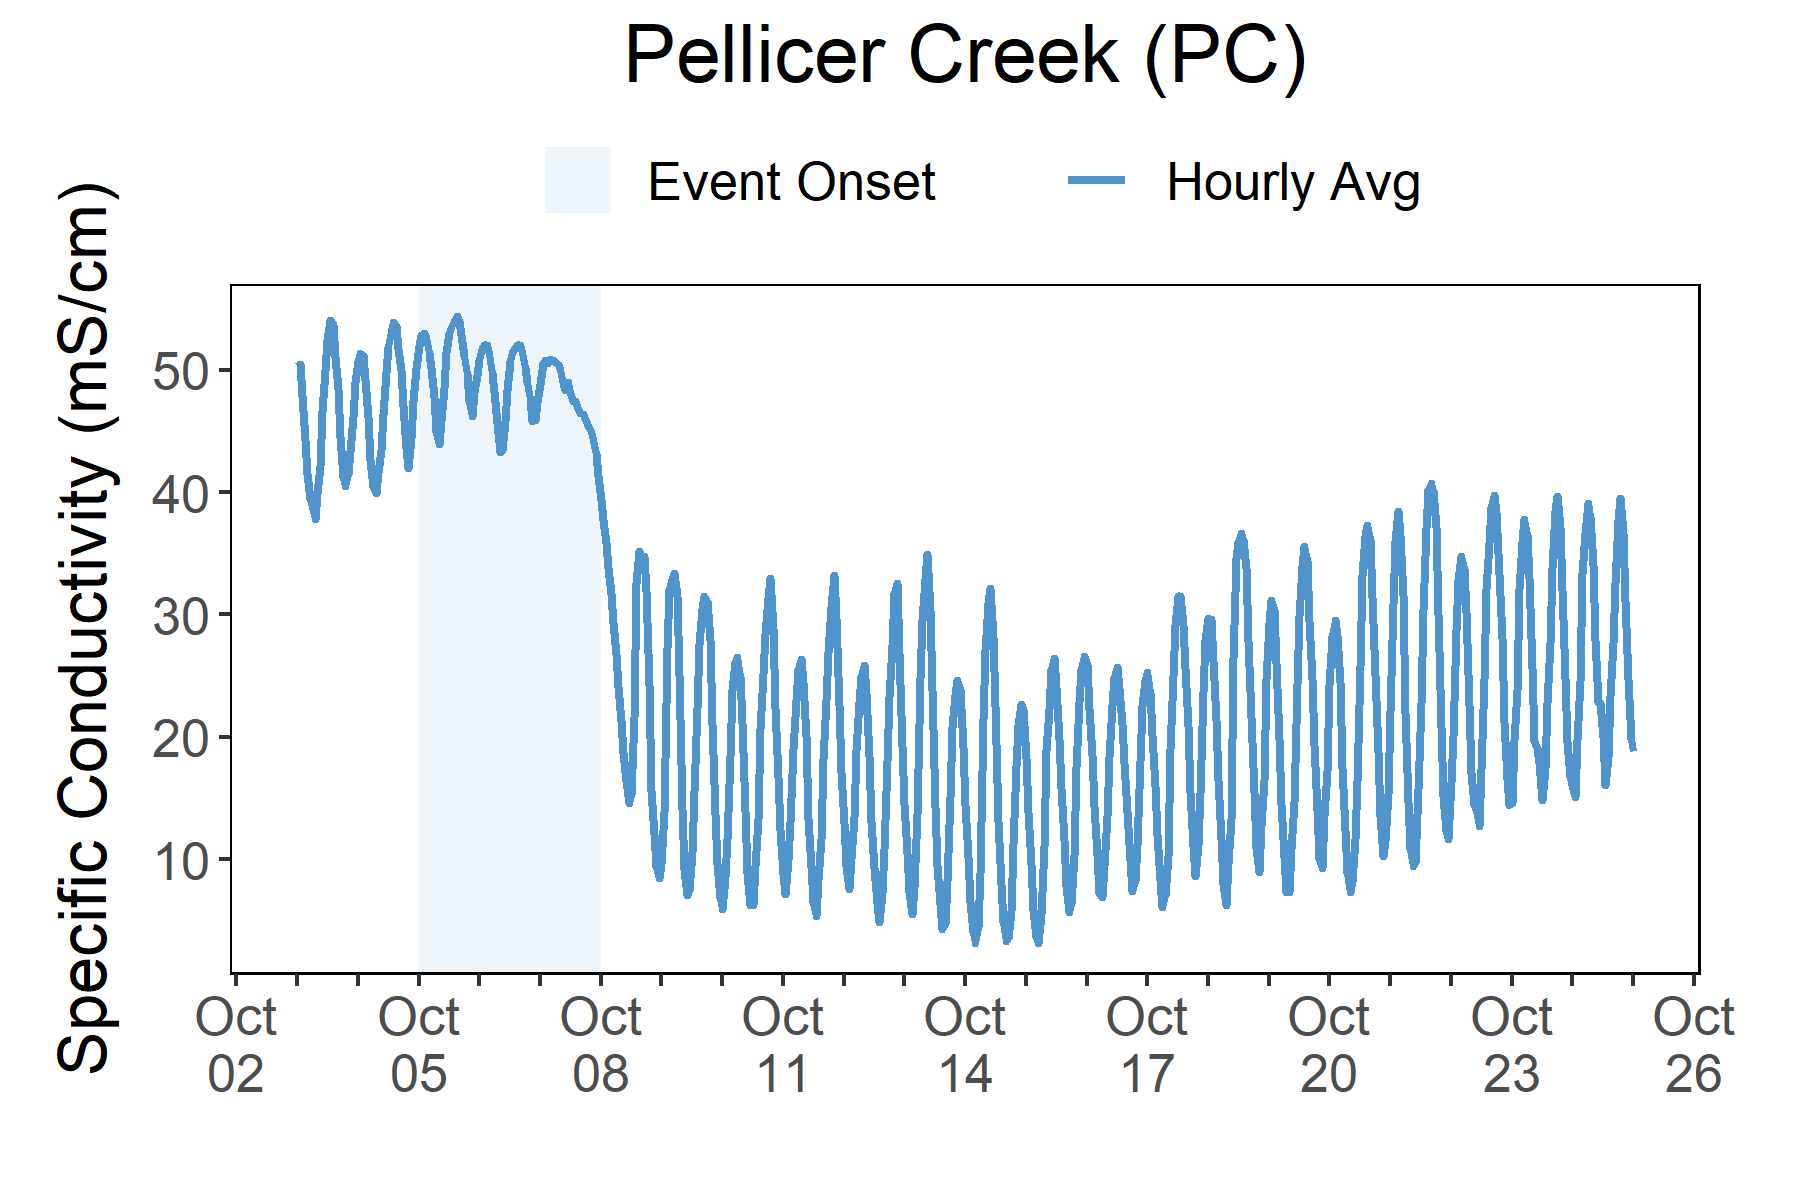 Pellicer Creek (PC)
Event Onset
Hourly Avg
Specific Conductivity (mS/cm)
50
40
30
20
10
Oct 02
Oct 05
Oct 08
Oct 11
Oct 14
Oct 17
Oct 20
Oct 23
Oct 26